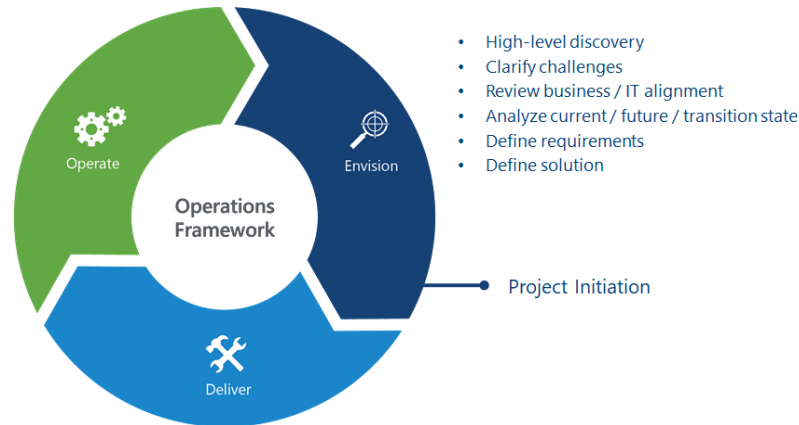 • High-level discovery
• Clarify challenges
• Review business / IT alignment
• Analyze current / future / transition state
• Define requirements
• Define solution
Operate
Envision
Operations
Framework
Project Initiation
Deliver